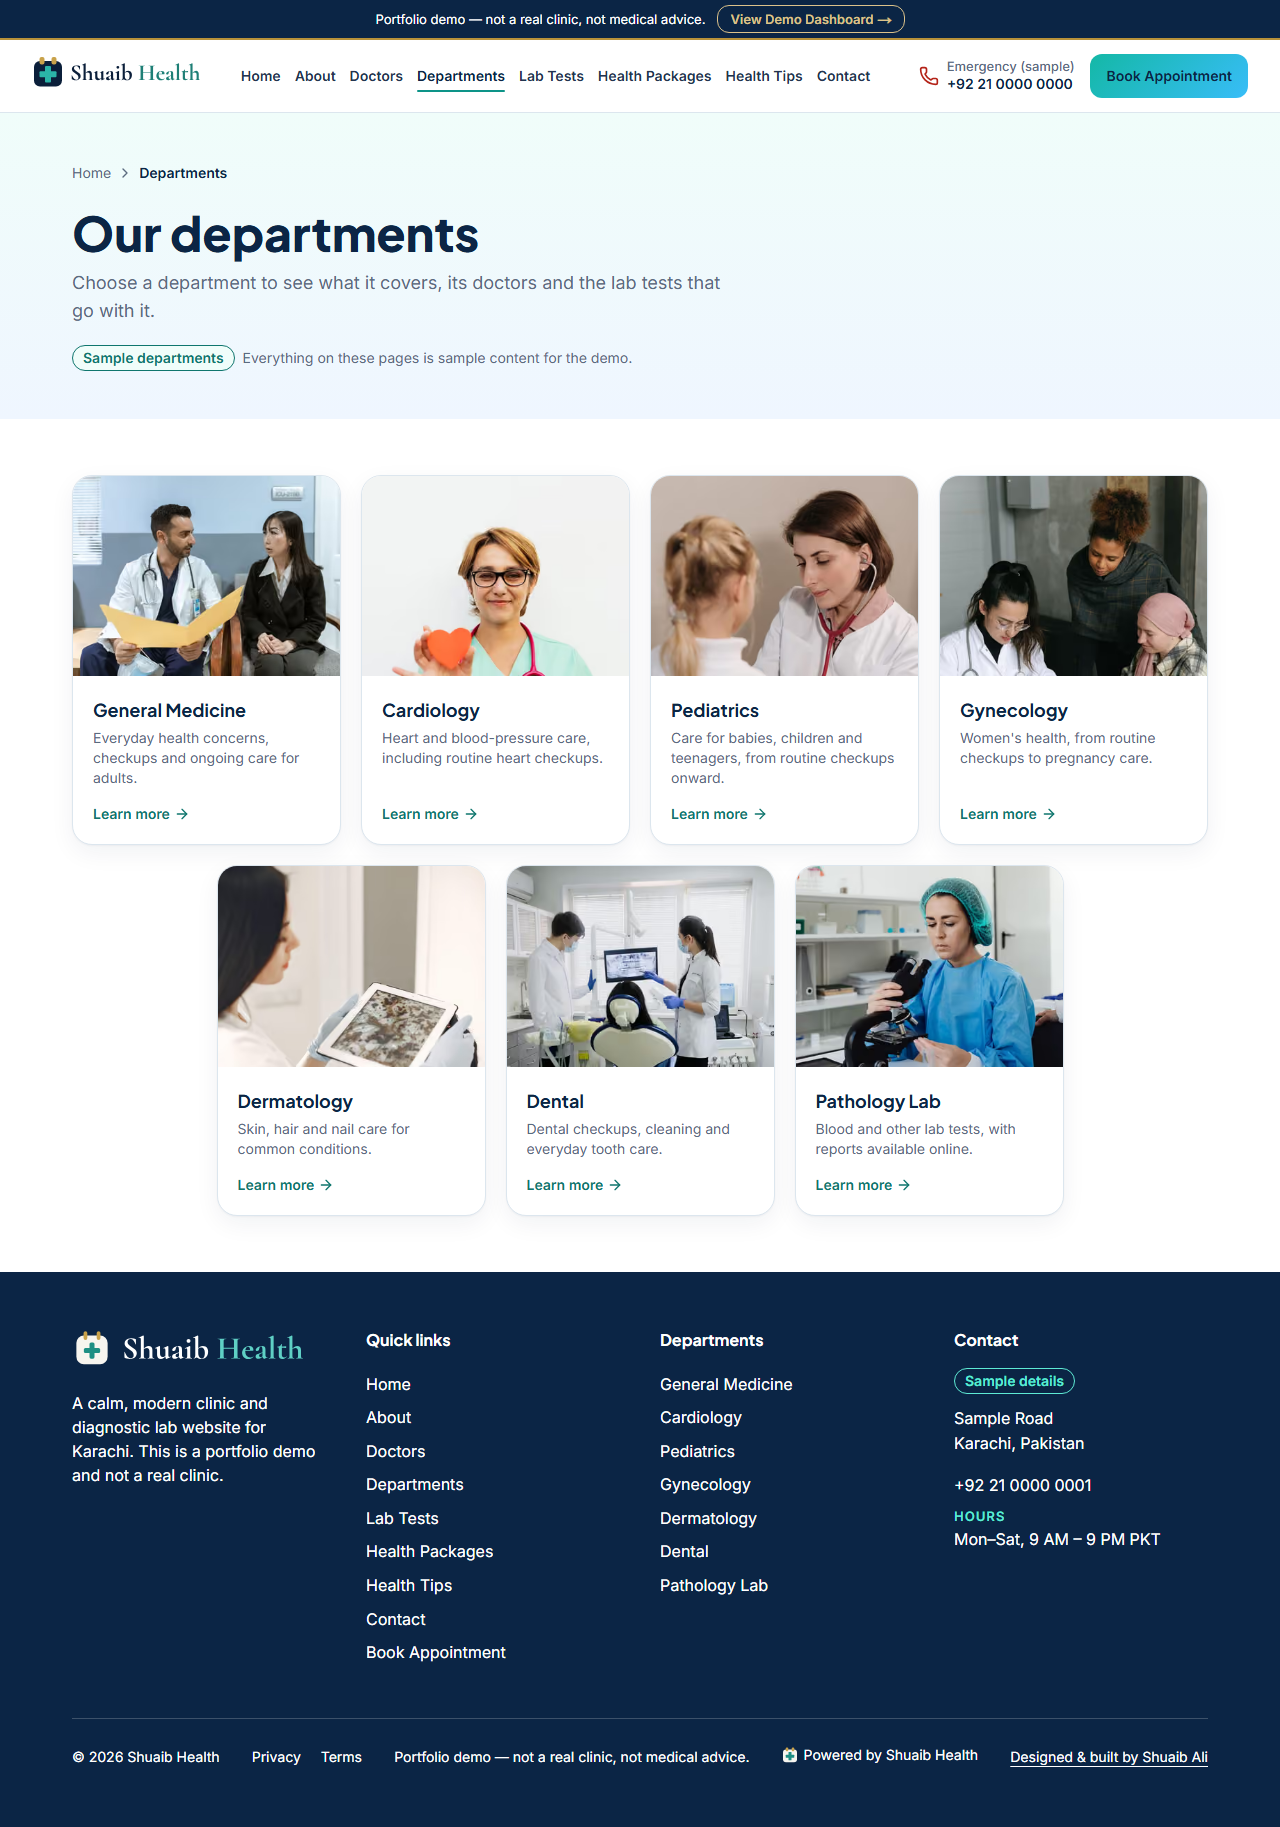 Portfolio demo — not a real clinic, not medical advice.
View Demo Dashboard →
Shuaib Health
Home
About
Doctors
Departments
Lab Tests
Health Packages
Health Tips
Contact
Emergency (sample)
+92 21 0000 0000
Book Appointment
Home > Departments
Our departments
Choose a department to see what it covers, its doctors and the lab tests that
go with it.
Sample departments
Everything on these pages is sample content for the demo.
General Medicine
Everyday health concerns,
checkups and ongoing care for
adults.
Learn more →
Cardiology
Heart and blood-pressure care,
including routine heart checkups.
Learn more →
Pediatrics
Care for babies, children and
teenagers, from routine checkups
onward.
Learn more →
Gynecology
Women's health, from routine
checkups to pregnancy care.
Learn more →
Dermatology
Skin, hair and nail care for
common conditions.
Learn more →
Dental
Dental checkups, cleaning and
everyday tooth care.
Learn more →
Pathology Lab
Blood and other lab tests, with
reports available online.
Learn more →
Shuaib Health
A calm, modern clinic and
diagnostic lab website for
Karachi. This is a portfolio demo
and not a real clinic.
Quick links
Home
About
Doctors
Departments
Lab Tests
Health Packages
Health Tips
Contact
Book Appointment
Departments
General Medicine
Cardiology
Pediatrics
Gynecology
Dermatology
Dental
Pathology Lab
Contact
Sample details
Sample Road
Karachi, Pakistan
+92 21 0000 0001
HOURS
Mon–Sat, 9 AM – 9 PM PKT
© 2026 Shuaib Health
Privacy
Terms
Portfolio demo — not a real clinic, not medical advice.
Powered by Shuaib Health
Designed & built by Shuaib Ali